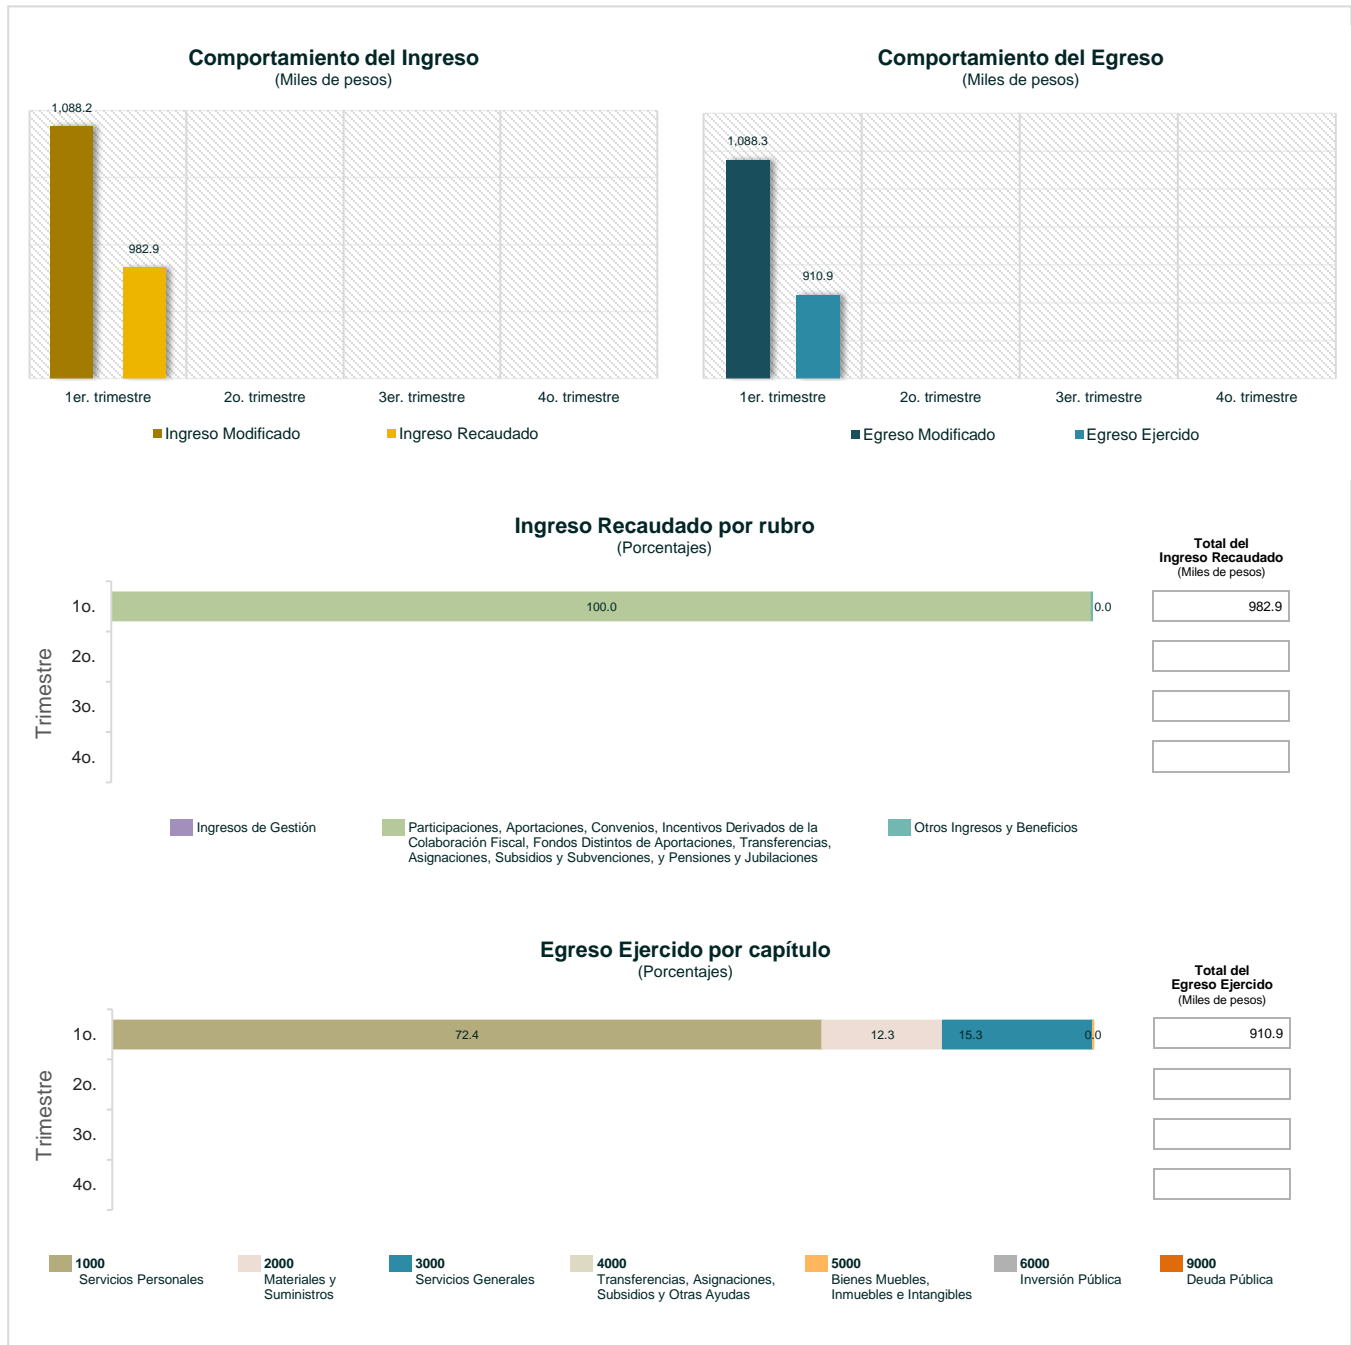 Comportamiento del Ingreso
(Miles de pesos)
1,088.2
982.9
1er. trimestre
2o. trimestre
3er. trimestre
4o. trimestre
Ingreso Modificado
Ingreso Recaudado
Comportamiento del Egreso
(Miles de pesos)
1,088.3
910.9
1er. trimestre
2o. trimestre
3er. trimestre
4o. trimestre
Egreso Modificado
Egreso Ejercido
Ingreso Recaudado por rubro
(Porcentajes)
Total del
Ingreso Recaudado
(Miles de pesos)
Trimestre
1o.
100.0
0.0
982.9
2o.
3o.
4o.
Ingresos de Gestión
Participaciones, Aportaciones, Convenios, Incentivos Derivados de la
Colaboración Fiscal, Fondos Distintos de Aportaciones, Transferencias,
Asignaciones, Subsidios y Subvenciones, y Pensiones y Jubilaciones
Otros Ingresos y Beneficios
Egreso Ejercido por capítulo
(Porcentajes)
Total del
Egreso Ejercido
(Miles de pesos)
Trimestre
1o.
72.4
12.3
15.3
0.0
910.9
2o.
3o.
4o.
1000
Servicios Personales
2000
Materiales y
Suministros
3000
Servicios Generales
4000
Transferencias, Asignaciones,
Subsidios y Otras Ayudas
5000
Bienes Muebles,
Inmuebles e Intangibles
6000
Inversión Pública
9000
Deuda Pública